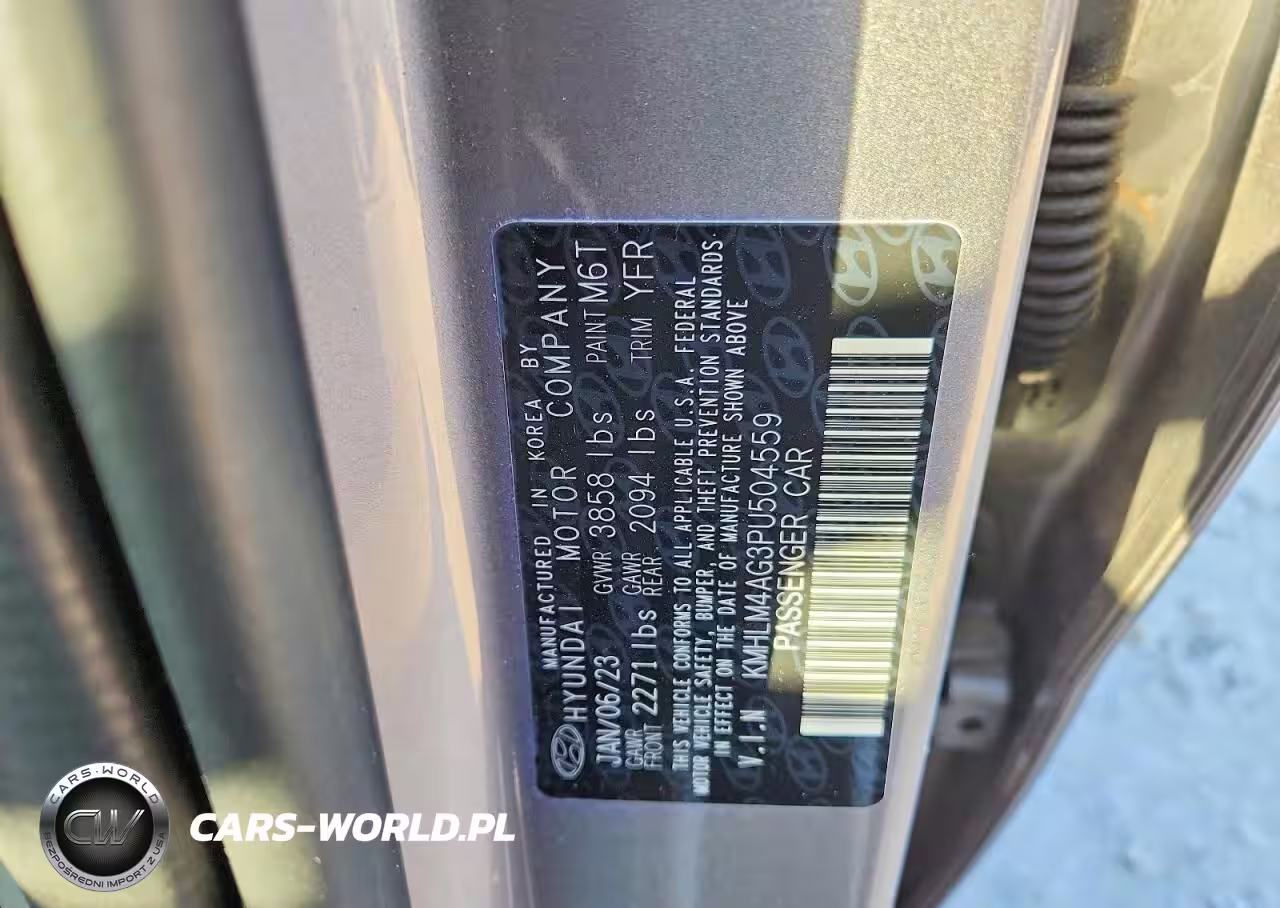 MANUFACTURED IN KOREA BY
HYUNDAI MOTOR COMPANY
JAN/06/23 GVWR 3858 lbs PAINT M6T
GAWR FRONT 2271 lbs GAWR REAR 2094 lbs TRIM YFR
THIS VEHICLE CONFORMS TO ALL APPLICABLE U.S.A. FEDERAL
MOTOR VEHICLE SAFETY, BUMPER, AND THEFT PREVENTION STANDARDS
IN EFFECT ON THE DATE OF MANUFACTURE SHOWN ABOVE
V.I.N KMHLM4AG3PU504559
PASSENGER CAR
CARS-WORLD
CW
BEZPOŚREDNI IMPORT Z USA
CARS-WORLD.PL